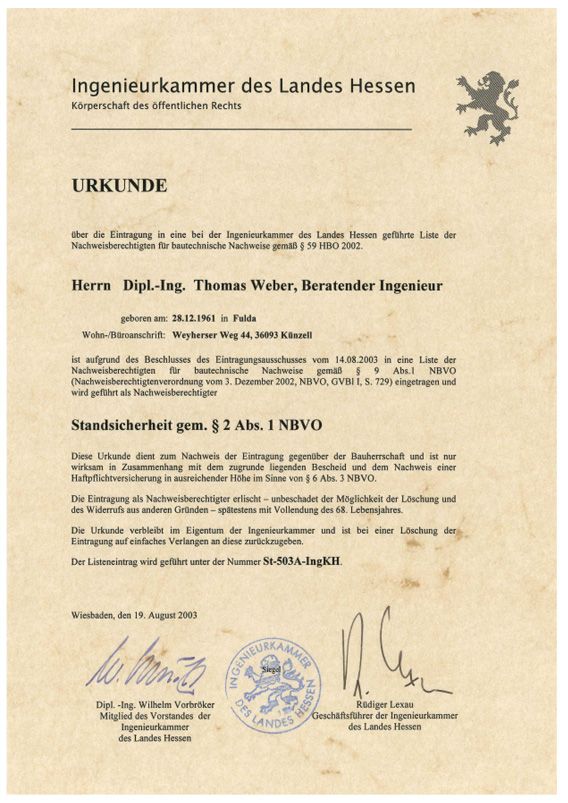 Ingenieurkammer des Landes Hessen
Körperschaft des öffentlichen Rechts
URKUNDE
über die Eintragung in eine bei der Ingenieurkammer des Landes Hessen geführte Liste der
Nachweisberechtigten für bautechnische Nachweise gemäß § 59 HBO 2002.
Herrn Dipl.-Ing. Thomas Weber, Beratender Ingenieur
geboren am: 28.12.1961 in Fulda
Wohn-/Büroanschrift: Weyherser Weg 44, 36093 Künzell
ist aufgrund des Beschlusses des Eintragungsausschusses vom 14.08.2003 in eine Liste der
Nachweisberechtigten für bautechnische Nachweise gemäß § 9 Abs.1 NBVO
(Nachweisberechtigtenverordnung vom 3. Dezember 2002, NBVO, GVBl I, S. 729) eingetragen und
wird geführt als Nachweisberechtigter
Standsicherheit gem. § 2 Abs. 1 NBVO
Diese Urkunde dient zum Nachweis der Eintragung gegenüber der Bauherrschaft und ist nur
wirksam in Zusammenhang mit dem zugrunde liegenden Bescheid und dem Nachweis einer
Haftpflichtversicherung in ausreichender Höhe im Sinne von § 6 Abs. 3 NBVO.
Die Eintragung als Nachweisberechtigter erlischt – unbeschadet der Möglichkeit der Löschung und
des Widerrufs aus anderen Gründen – spätestens mit Vollendung des 68. Lebensjahres.
Die Urkunde verbleibt im Eigentum der Ingenieurkammer und ist bei einer Löschung der
Eintragung auf einfaches Verlangen an diese zurückzugeben.
Der Listeneintrag wird geführt unter der Nummer St-503A-IngKH.
Wiesbaden, den 19. August 2003
INGENIEURKAMMER
Siegel
DES LANDES HESSEN
Dipl. -Ing. Wilhelm Vorbröker
Mitglied des Vorstandes der
Ingenieurkammer
des Landes Hessen
Rüdiger Lexau
Geschäftsführer der Ingenieurkammer
des Landes Hessen